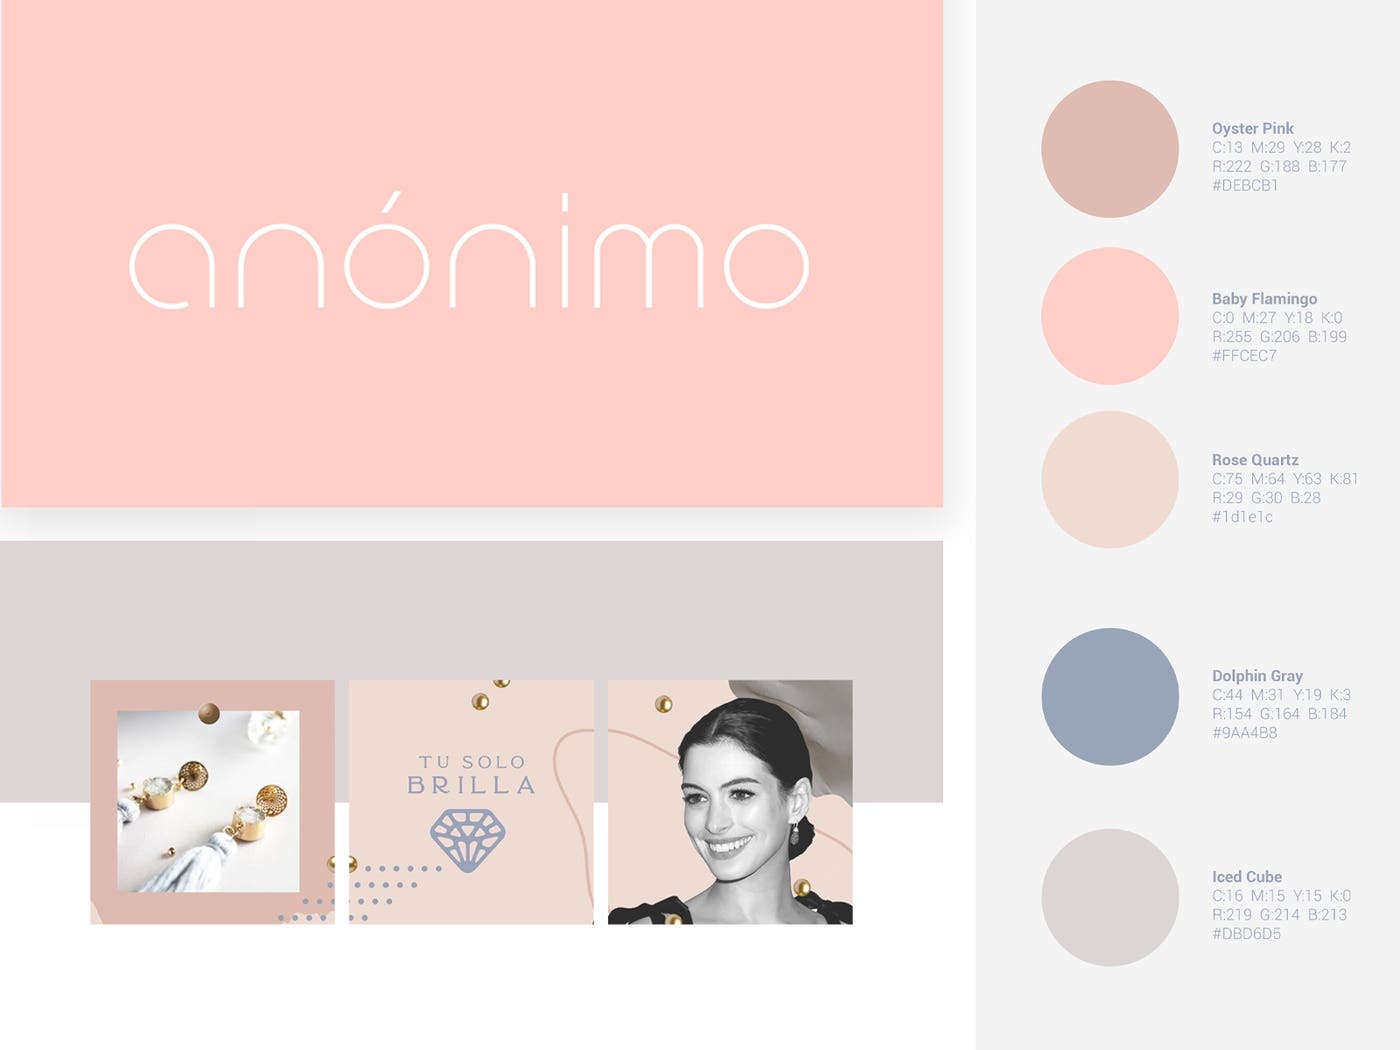 anónimo
TU SOLO
BRILLA
Oyster Pink
C:13 M:29 Y:28 K:2
R:222 G:188 B:177
#DEBCB1
Baby Flamingo
C:0 M:27 Y:18 K:0
R:255 G:206 B:199
#FFCEC7
Rose Quartz
C:75 M:64 Y:63 K:81
R:29 G:30 B:28
#1d1e1c
Dolphin Gray
C:44 M:31 Y:19 K:3
R:154 G:164 B:184
#9AA4B8
Iced Cube
C:16 M:15 Y:15 K:0
R:219 G:214 B:213
#DBD6D5